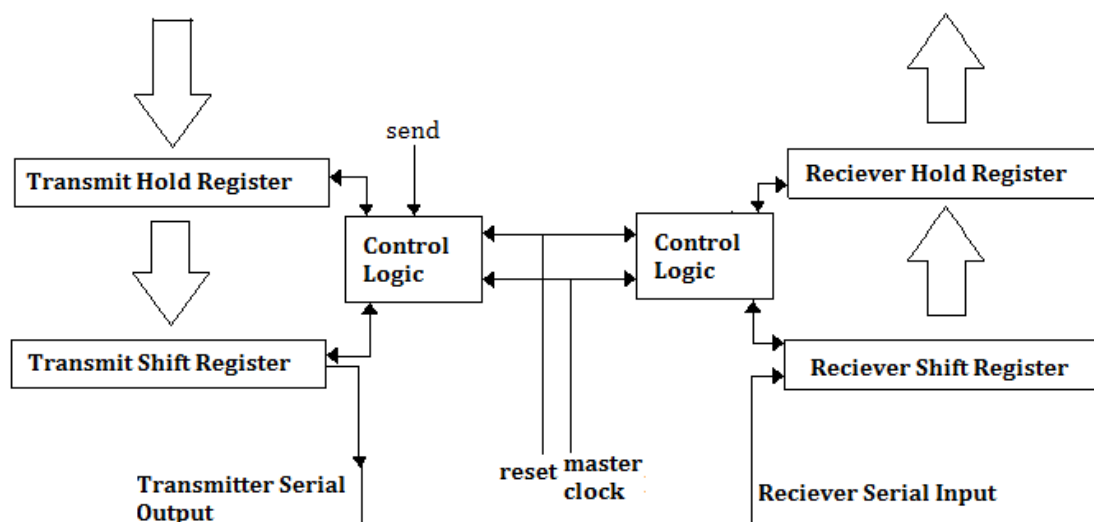 send
Transmit Hold Register
Reciever Hold Register
Control
Logic
Control
Logic
Transmit Shift Register
Reciever Shift Register
reset
master
clock
Transmitter Serial
Output
Reciever Serial Input